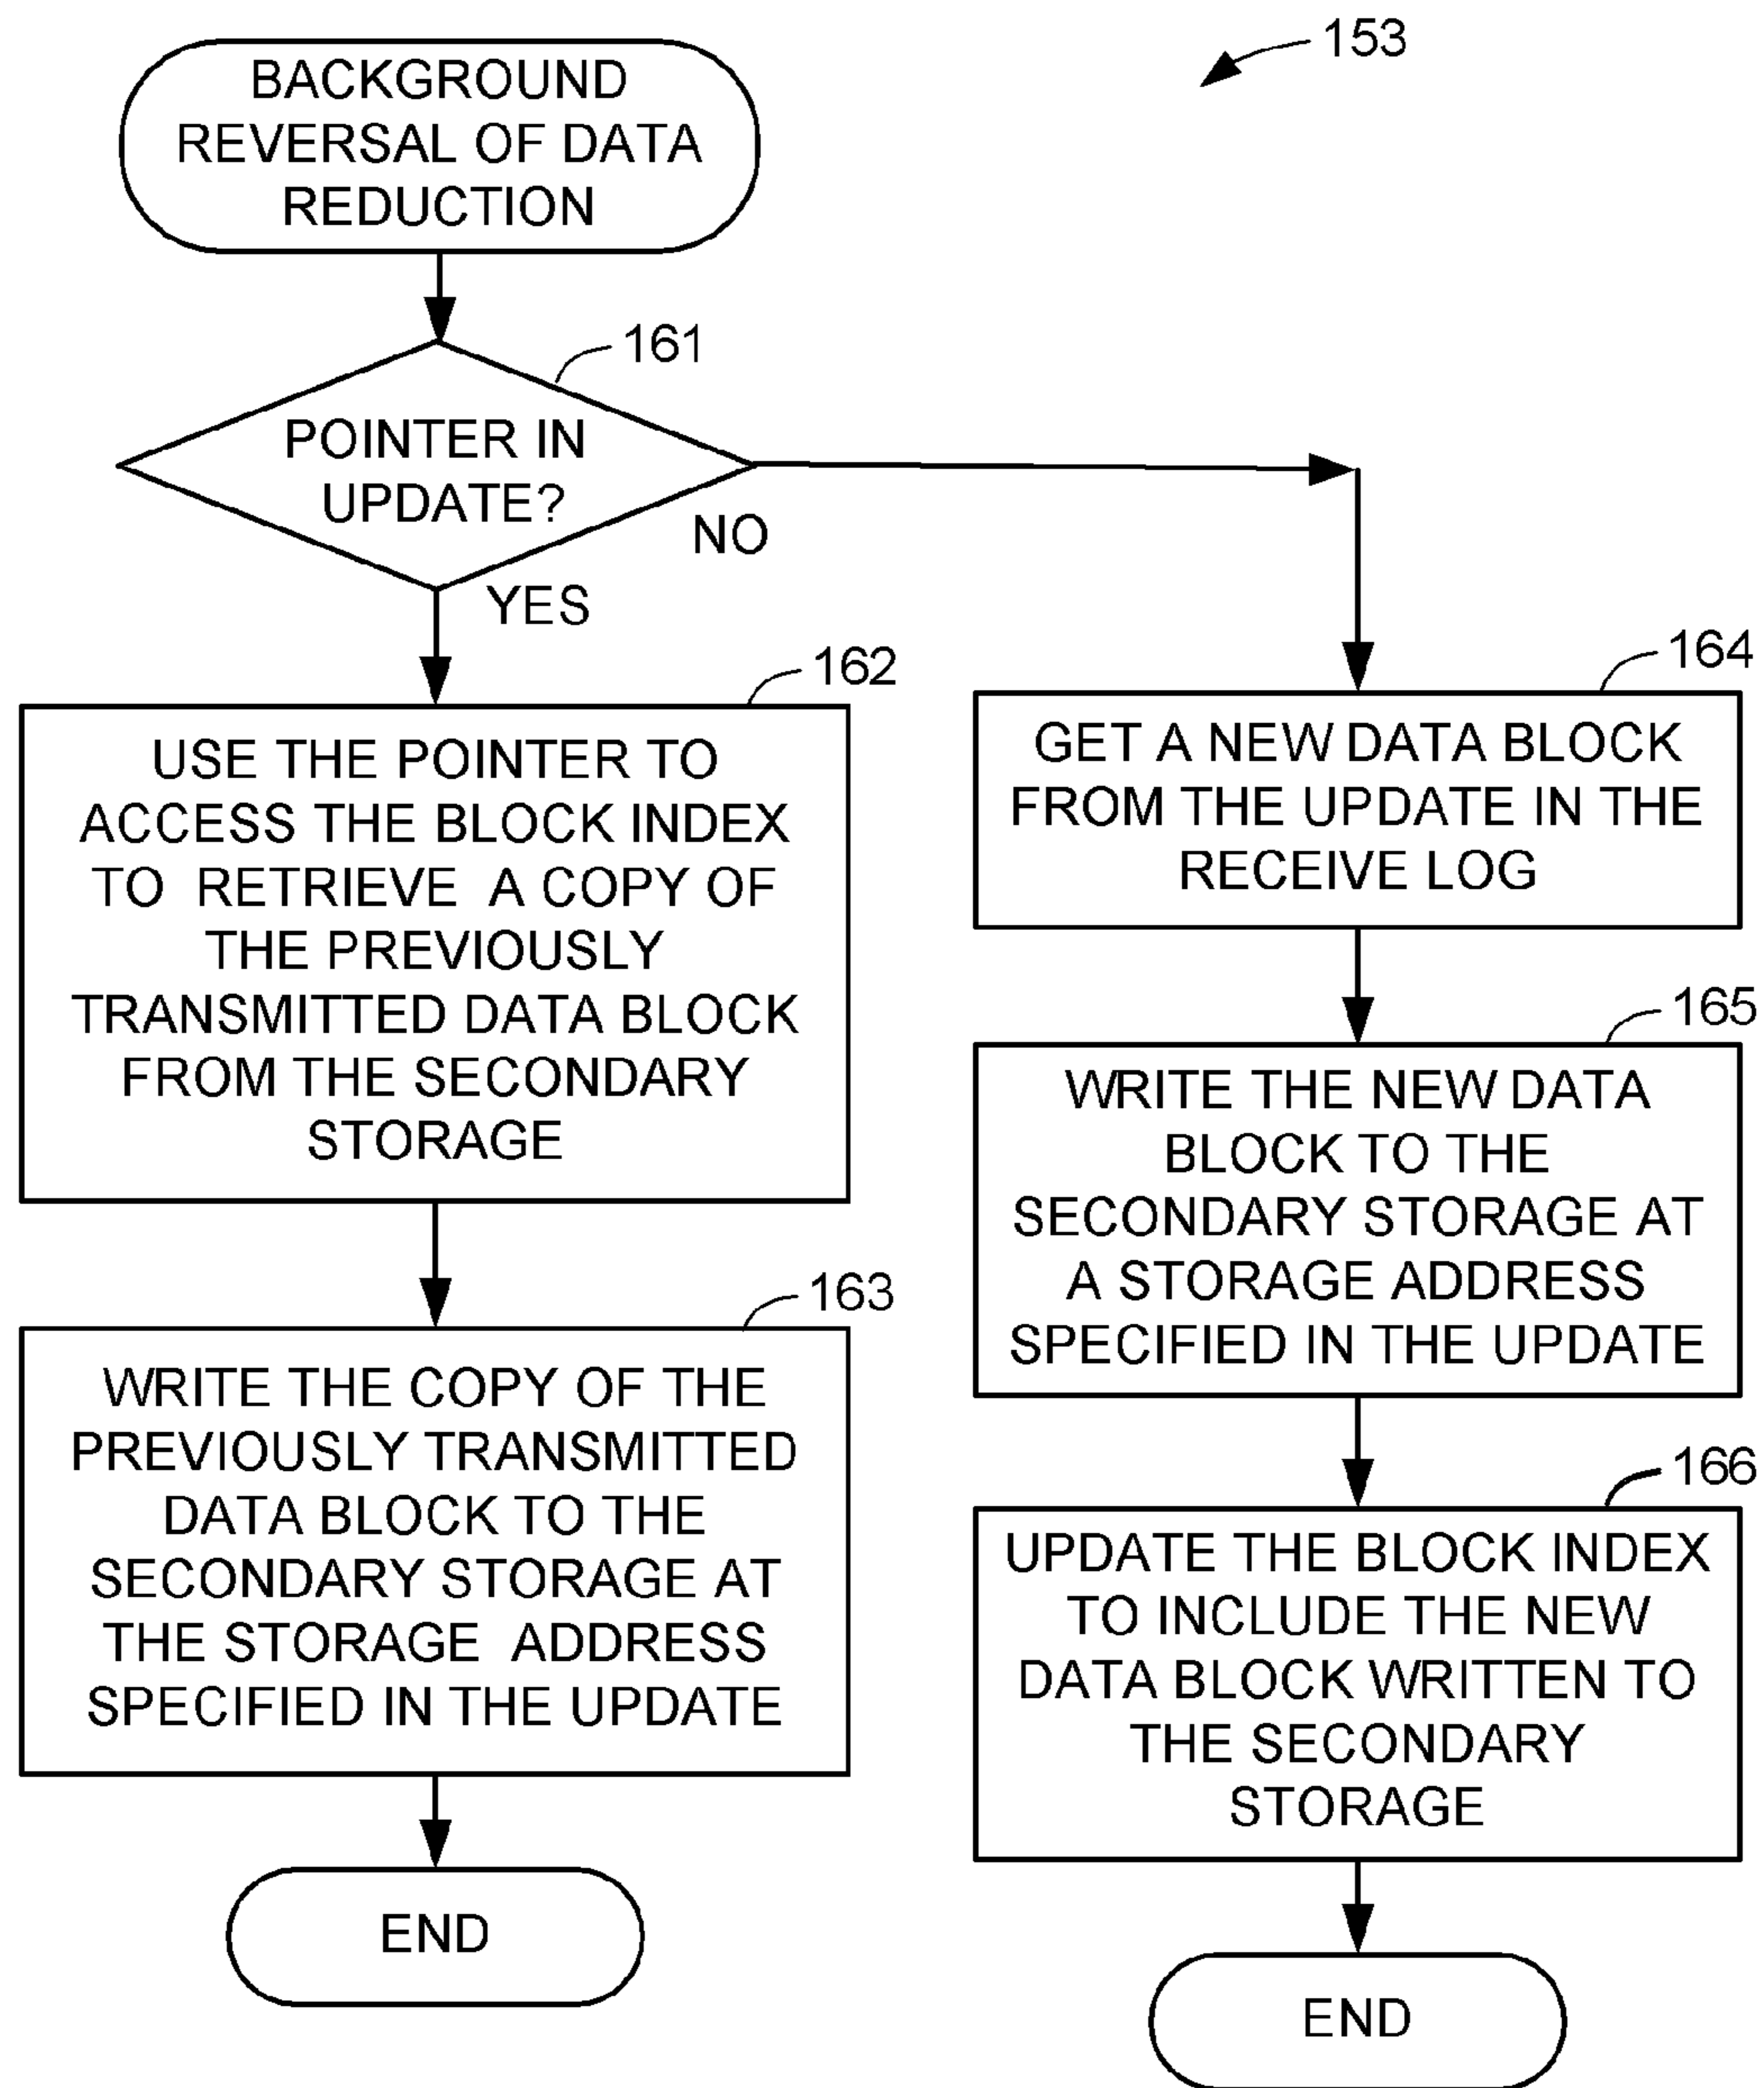 153
BACKGROUND
REVERSAL OF DATA
REDUCTION
161
POINTER IN
UPDATE?
NO
YES
162
USE THE POINTER TO
ACCESS THE BLOCK INDEX
TO RETRIEVE A COPY OF
THE PREVIOUSLY
TRANSMITTED DATA BLOCK
FROM THE SECONDARY
STORAGE
163
WRITE THE COPY OF THE
PREVIOUSLY TRANSMITTED
DATA BLOCK TO THE
SECONDARY STORAGE AT
THE STORAGE ADDRESS
SPECIFIED IN THE UPDATE
END
164
GET A NEW DATA BLOCK
FROM THE UPDATE IN THE
RECEIVE LOG
165
WRITE THE NEW DATA
BLOCK TO THE
SECONDARY STORAGE AT
A STORAGE ADDRESS
SPECIFIED IN THE UPDATE
166
UPDATE THE BLOCK INDEX
TO INCLUDE THE NEW
DATA BLOCK WRITTEN TO
THE SECONDARY
STORAGE
END